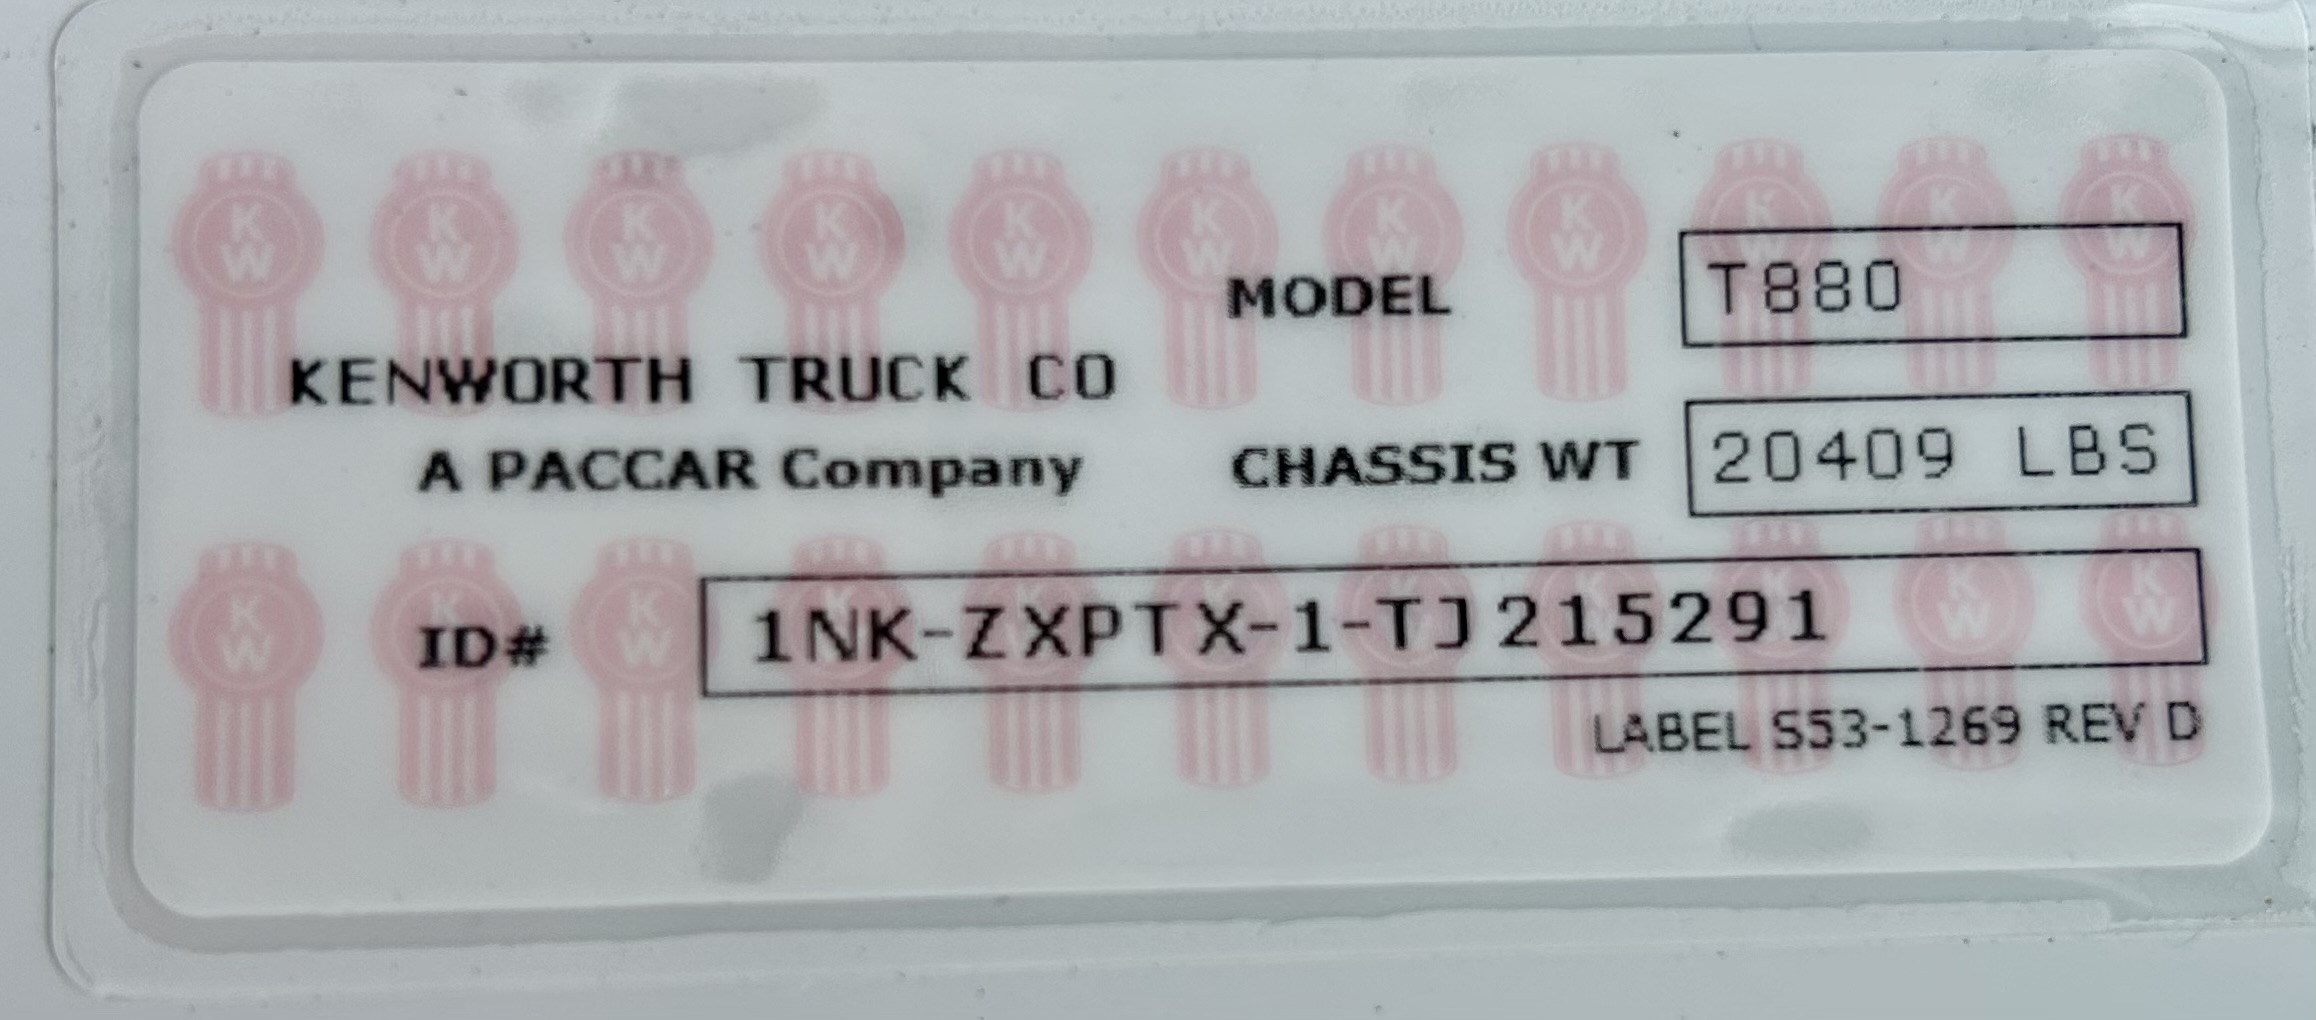 MODEL T880
KENWORTH TRUCK CO
A PACCAR Company
CHASSIS WT 20409 LBS
ID# 1NK-ZXPTX-1-TJ215291
LABEL S53-1269 REV D